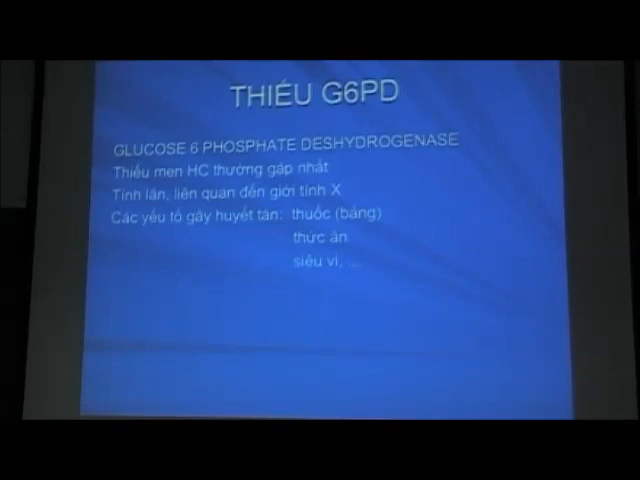 THIẾU G6PD
GLUCOSE 6 PHOSPHATE DESHYDROGENASE
Thiếu men HC thường gặp nhất
Tính lặn, liên quan đến giới tính X
Các yếu tố gây huyết tán: thuốc (bảng)
thức ăn
siêu vi, ...